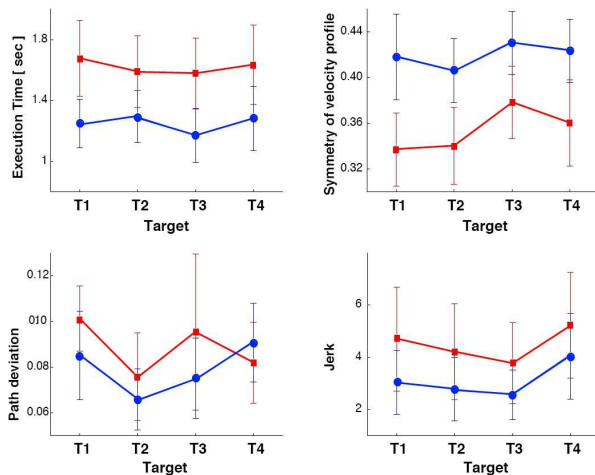 Execution Time [ sec]
1.8
1.4
1
T1 T2 T3 T4
Target
Symmetry of velocity profile
0.44
0.40
0.36
0.32
T1 T2 T3 T4
Target
Path deviation
0.12
010
0.08
0.06
T1 T2 T3 T4
Target
Jerk
6
4
2
T1 T2 T3 T4
Target